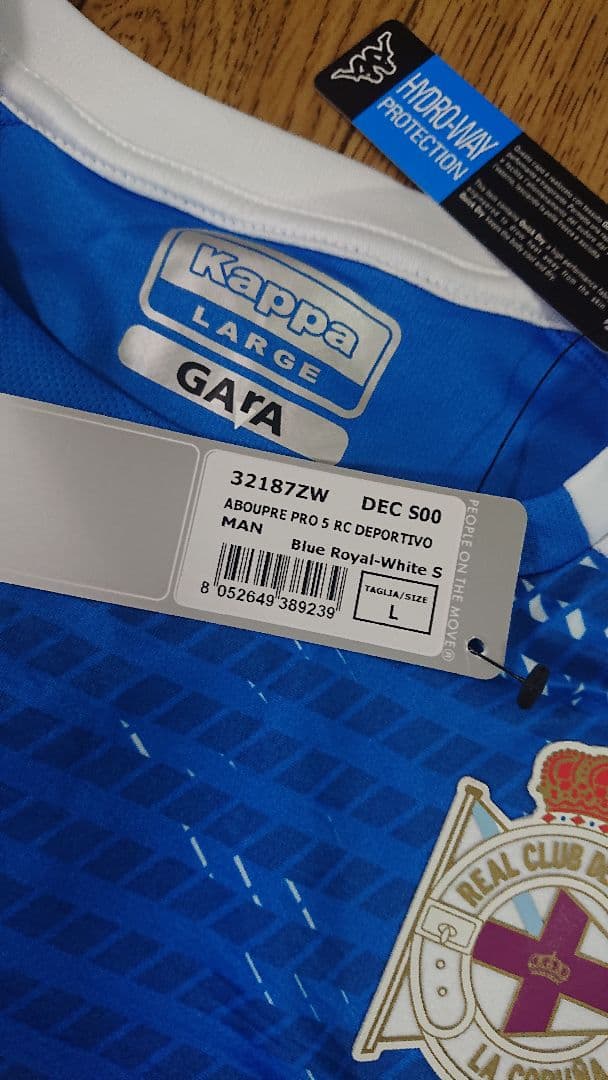 HYDRO-WAY
PROTECTION
Kappa
LARGE
GARA
32187ZW DEC S00
ABOUPRE PRO 5 RC DEPORTIVO
MAN
Blue Royal-White S
8 052649 389239
TAGLIA/SIZE
L
PEOPLE ON THE MOVE®
REAL CLUB DE
LA CORUÑA